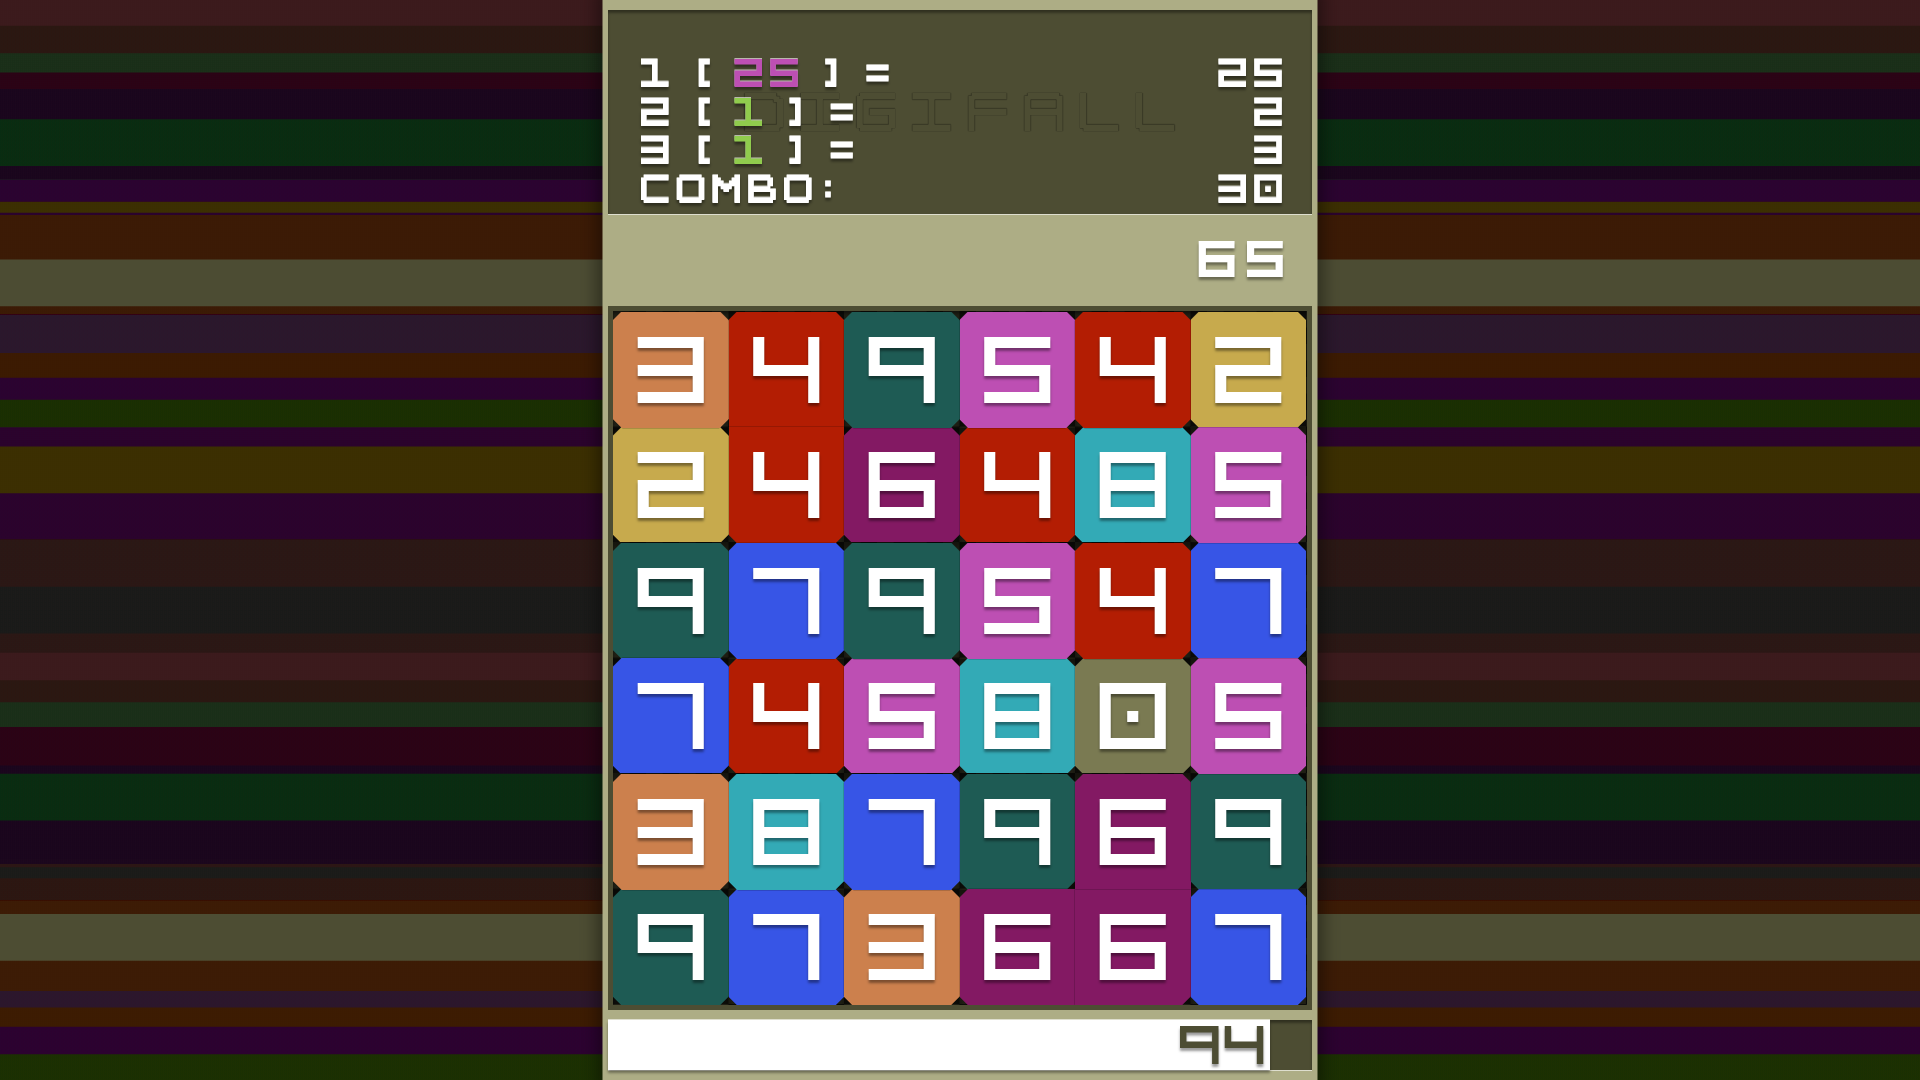 1 [ 25 ] = 25
2 [ 1 ] = 2
DIGIFALL
3 [ 1 ] = 3
COMBO: 30
65
3 4 9 5 4 2
2 4 6 4 8 5
9 7 9 5 4 7
7 4 5 8 0 5
3 8 7 9 6 9
9 7 3 6 6 7
94